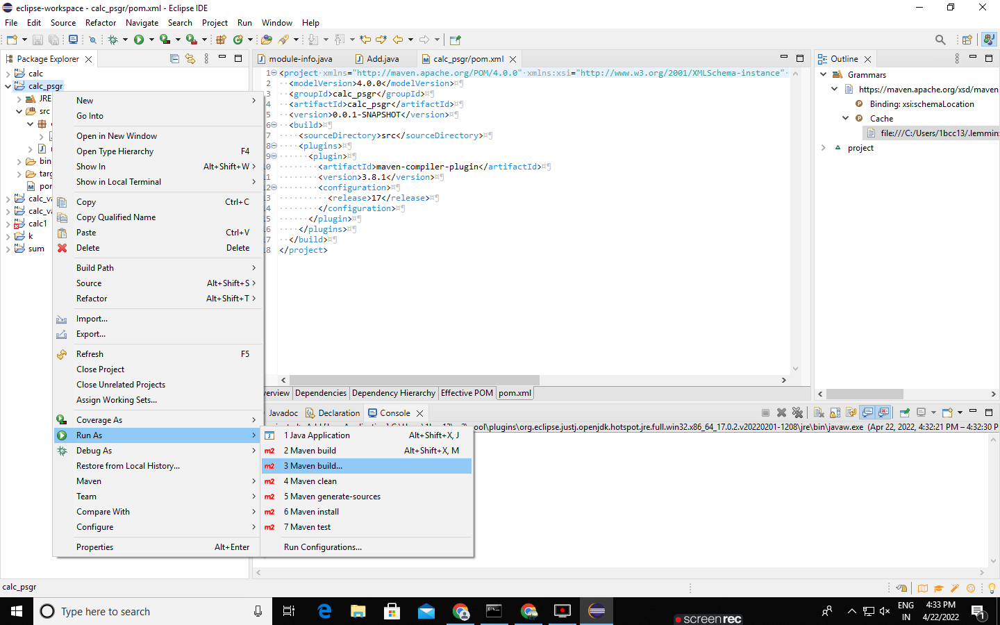 eclipse-workspace - calc_psgr/pom.xml - Eclipse IDE
File Edit Source Refactor Navigate Search Project Run Window Help
Package Explorer
calc
calc_psgr
JRE
src
bin
targ
pom
calc_va
calc_va
calc1
k
sum
New
Go Into
Open in New Window
Open Type Hierarchy F4
Show In Alt+Shift+W
Show in Local Terminal
Copy Ctrl+C
Copy Qualified Name
Paste Ctrl+V
Delete Delete
Build Path
Source Alt+Shift+S
Refactor Alt+Shift+T
Import...
Export...
Refresh F5
Close Project
Close Unrelated Projects
Assign Working Sets...
Coverage As
Run As
Debug As
Restore from Local History...
Maven
Team
Compare With
Configure
Properties Alt+Enter
1 Java Application Alt+Shift+X, J
2 Maven build Alt+Shift+X, M
3 Maven build...
4 Maven clean
5 Maven generate-sources
6 Maven install
7 Maven test
Run Configurations...
module-info.java Add.java calc_psgr/pom.xml
1 <project xmlns="http://maven.apache.org/POM/4.0.0" xmlns:xsi="http://www.w3.org/2001/XMLSchema-instance"
2 <modelVersion>4.0.0</modelVersion>
3 <groupId>calc_psgr</groupId>
4 <artifactId>calc_psgr</artifactId>
5 <version>0.0.1-SNAPSHOT</version>
6 <build>
7 <sourceDirectory>src</sourceDirectory>
8 <plugins>
9 <plugin>
10 <artifactId>maven-compiler-plugin</artifactId>
11 <version>3.8.1</version>
12 <configuration>
13 <release>17</release>
14 </configuration>
15 </plugin>
16 </plugins>
17 </build>
18 </project>
verview Dependencies Dependency Hierarchy Effective POM pom.xml
Javadoc Declaration Console
ool\plugins\org.eclipse.justj.openjdk.hotspot.jre.full.win32.x86_64_17.0.2.v20220201-1208\jre\bin\javaw.exe (Apr 22, 2022, 4:32:21 PM – 4:32:30 P
Outline
Grammars
https://maven.apache.org/xsd/maven
Binding: xsi:schemaLocation
Cache
file:///C:/Users/1bcc13/.lemmin
project
calc_psgr
Type here to search
screenrec
ENG
IN
4:33 PM
4/22/2022
1